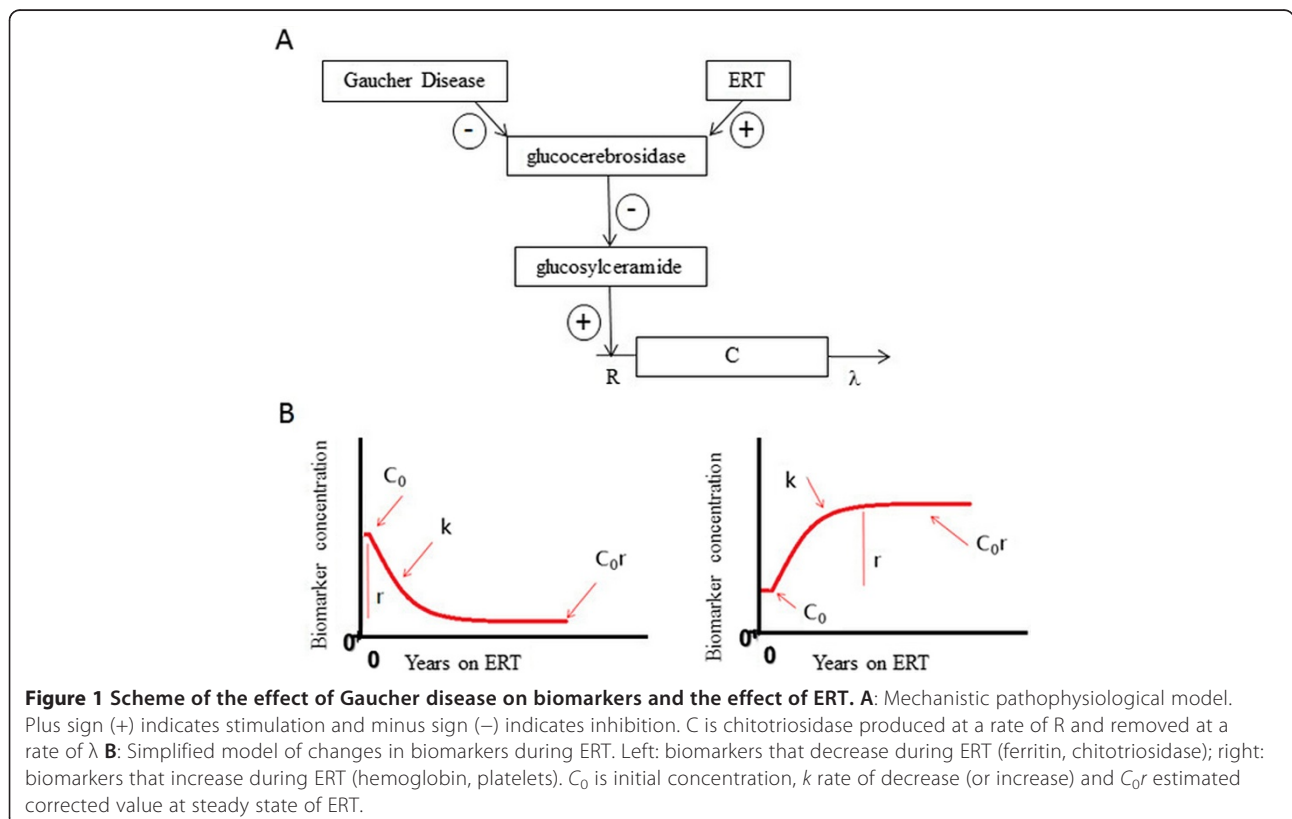 A
Gaucher Disease
ERT
-
+
glucocerebrosidase
-
glucosylceramide
+
C
R
λ
B
Biomarker concentration
C₀
k
r
C₀r
0
0
Years on ERT
Biomarker concentration
k
C₀r
r
C₀
0
0
Years on ERT
Figure 1 Scheme of the effect of Gaucher disease on biomarkers and the effect of ERT. A: Mechanistic pathophysiological model.
Plus sign (+) indicates stimulation and minus sign (−) indicates inhibition. C is chitotriosidase produced at a rate of R and removed at a
rate of λ B: Simplified model of changes in biomarkers during ERT. Left: biomarkers that decrease during ERT (ferritin, chitotriosidase); right:
biomarkers that increase during ERT (hemoglobin, platelets). C₀ is initial concentration, k rate of decrease (or increase) and C₀r estimated
corrected value at steady state of ERT.